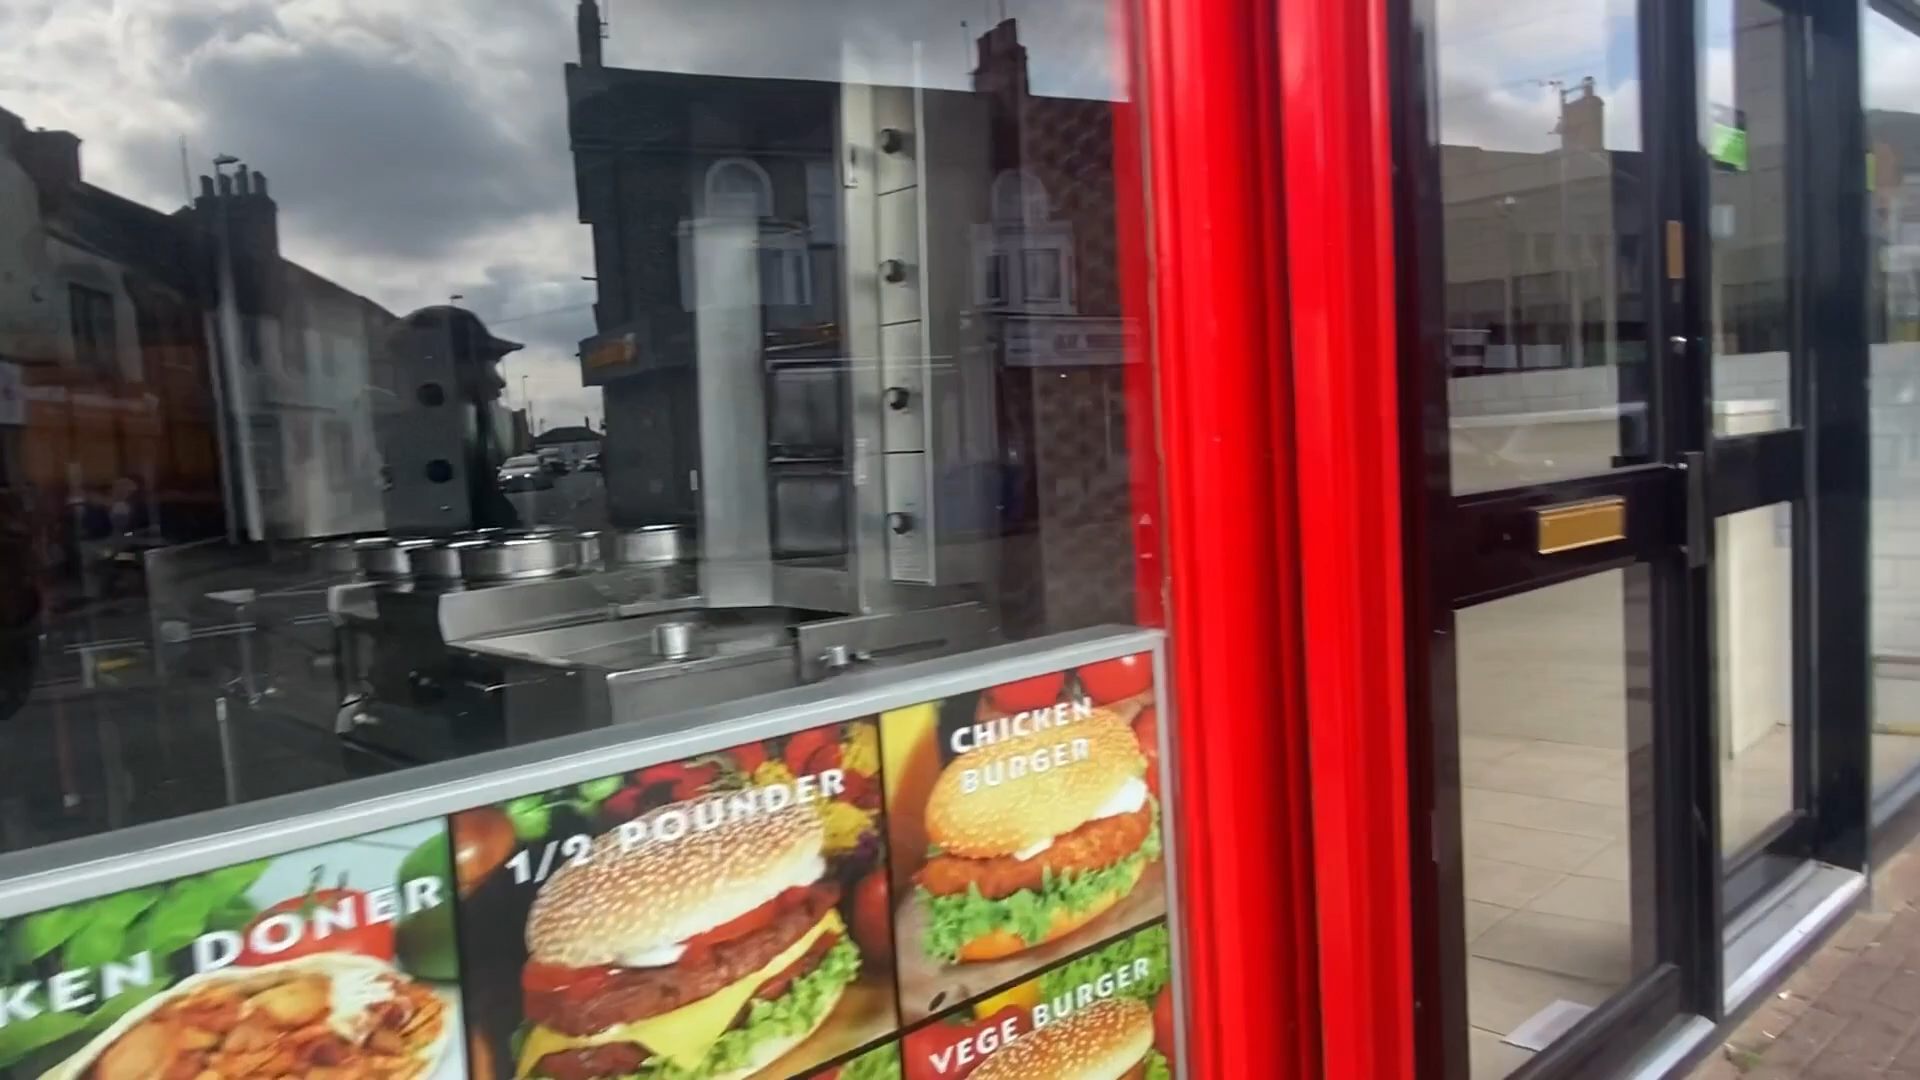 KEN DONER
1/2 POUNDER
CHICKEN
BURGER
VEGE BURGER